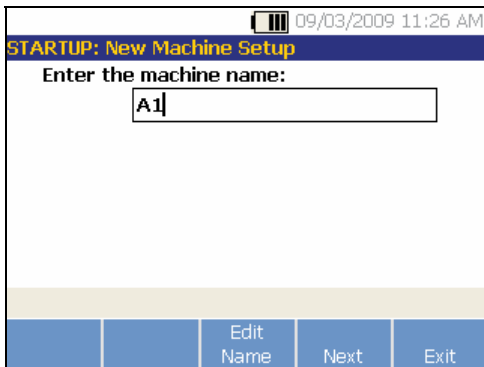 09/03/2009 11:26 AM
STARTUP: New Machine Setup
Enter the machine name:
A1
Edit
Name Next Exit